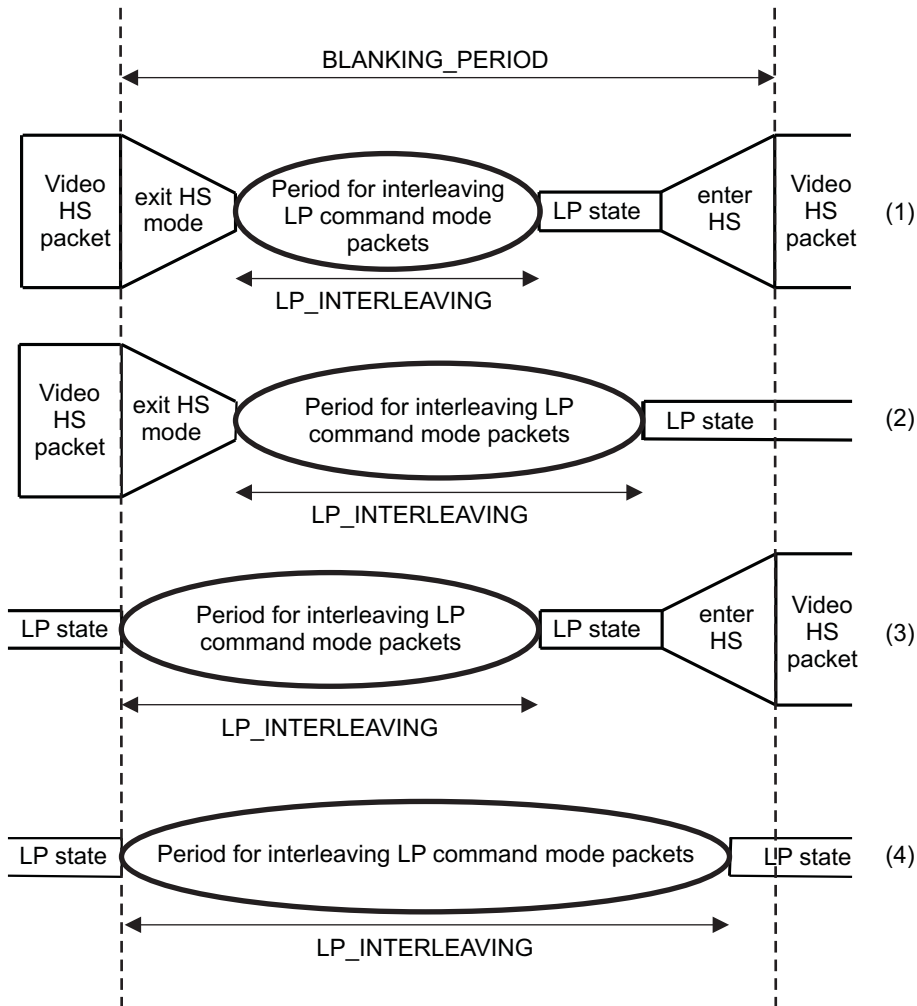 BLANKING_PERIOD
Video
HS
packet
exit HS
mode
Period for interleaving
LP command mode
packets
LP state
enter
HS
Video
HS
packet
(1)
LP_INTERLEAVING
Video
HS
packet
exit HS
mode
Period for interleaving LP
command mode packets
LP state
(2)
LP_INTERLEAVING
LP state
Period for interleaving LP
command mode packets
LP state
enter
HS
Video
HS
packet
(3)
LP_INTERLEAVING
LP state
Period for interleaving LP command mode packets
LP state
(4)
LP_INTERLEAVING